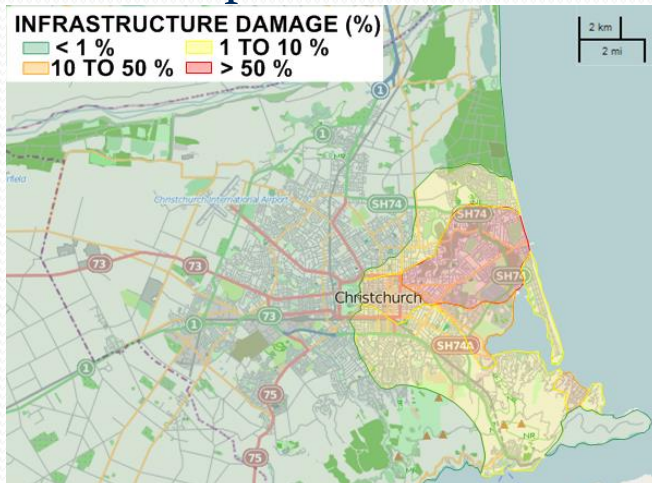 INFRASTRUCTURE DAMAGE (%)
< 1 % 1 TO 10 %
10 TO 50 % > 50 %
2 km
2 mi
1
1
SH74
SH74
Christchurch International Airport
73
73
SH74
Christchurch
73
1
SH74A
1
75
75